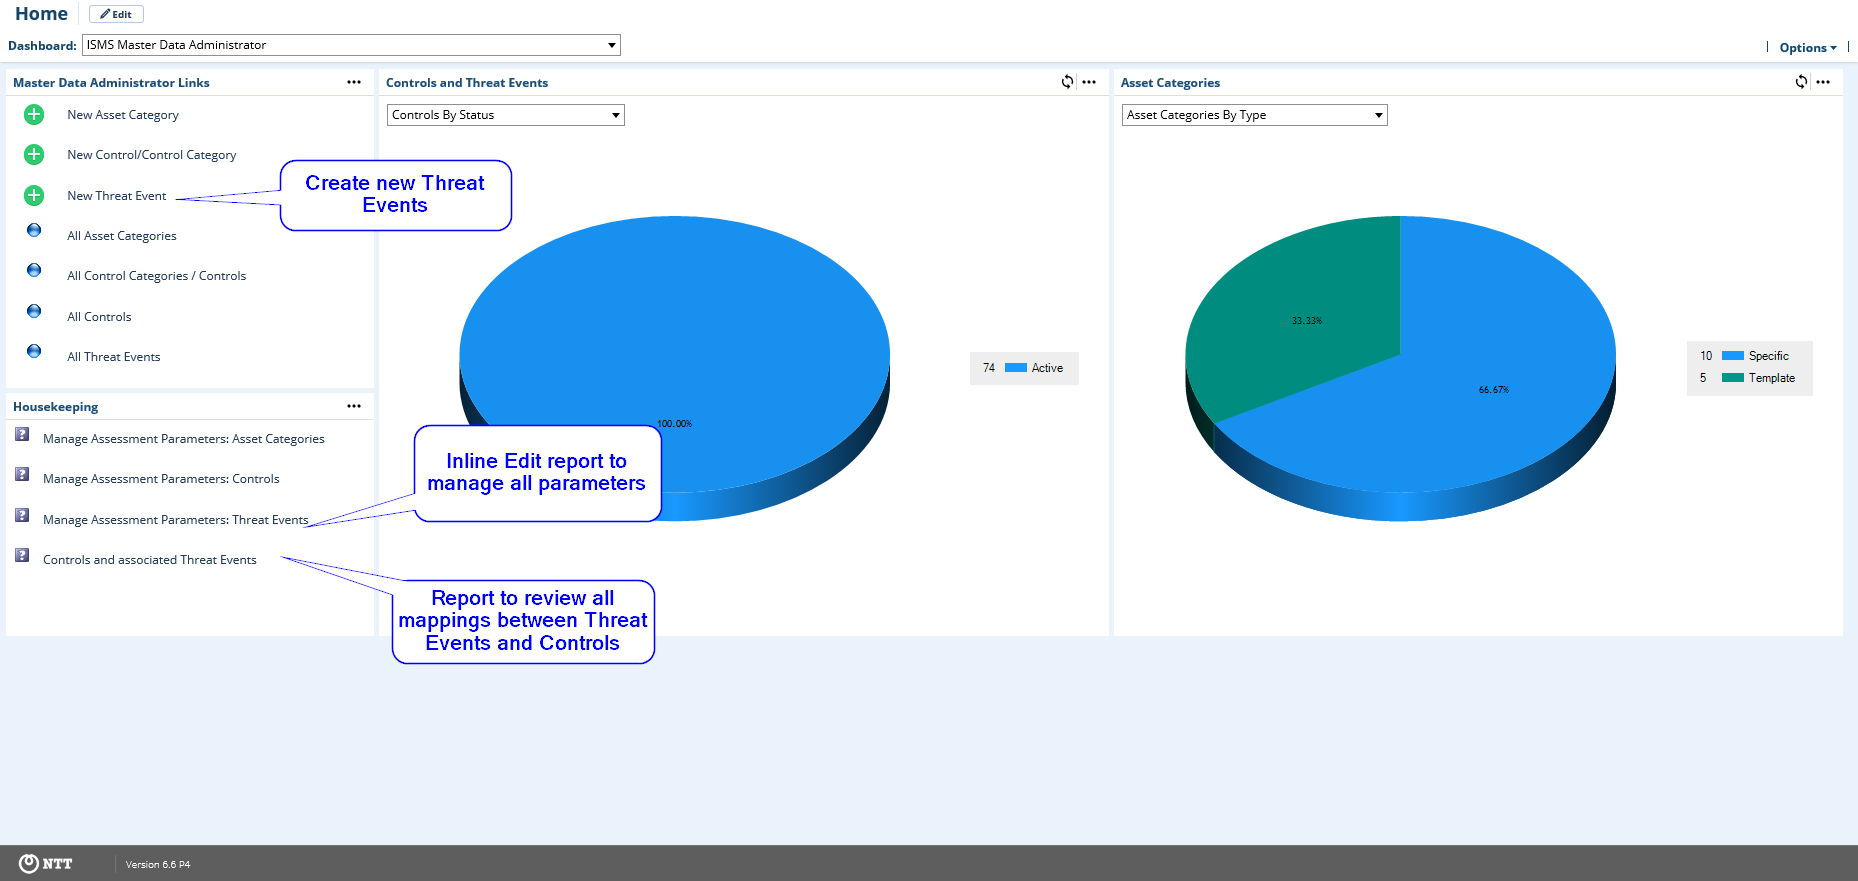 Home
Edit
Dashboard:
ISMS Master Data Administrator
Options
Master Data Administrator Links
New Asset Category
New Control/Control Category
New Threat Event
All Asset Categories
All Control Categories / Controls
All Controls
All Threat Events
Create new Threat
Events
Housekeeping
Manage Assessment Parameters: Asset Categories
Manage Assessment Parameters: Controls
Manage Assessment Parameters: Threat Events
Controls and associated Threat Events
Inline Edit report to
manage all parameters
Report to review all
mappings between Threat
Events and Controls
Controls and Threat Events
Controls By Status
100.00%
74 Active
Asset Categories
Asset Categories By Type
33.33%
66.67%
10 Specific
5 Template
NTT
Version 6.6 P4